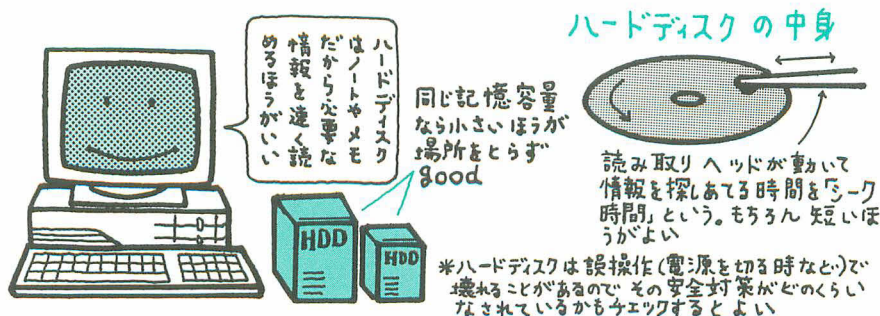 ハードディスク
はノートやメモ
だから必要な
情報を速く読
めるほうがいい
同じ記憶容量
なら小さいほうが
場所をとらず
good
HDD
HDD
ハードディスクの中身
読み取りヘッドが動いて
情報を探しあてる時間を「シーク
時間」という。もちろん短いほ
うがよい
*ハードディスクは誤操作(電源を切る時など)で
壊れることがあるので その安全対策がどのくらい
なされているかもチェックするとよい